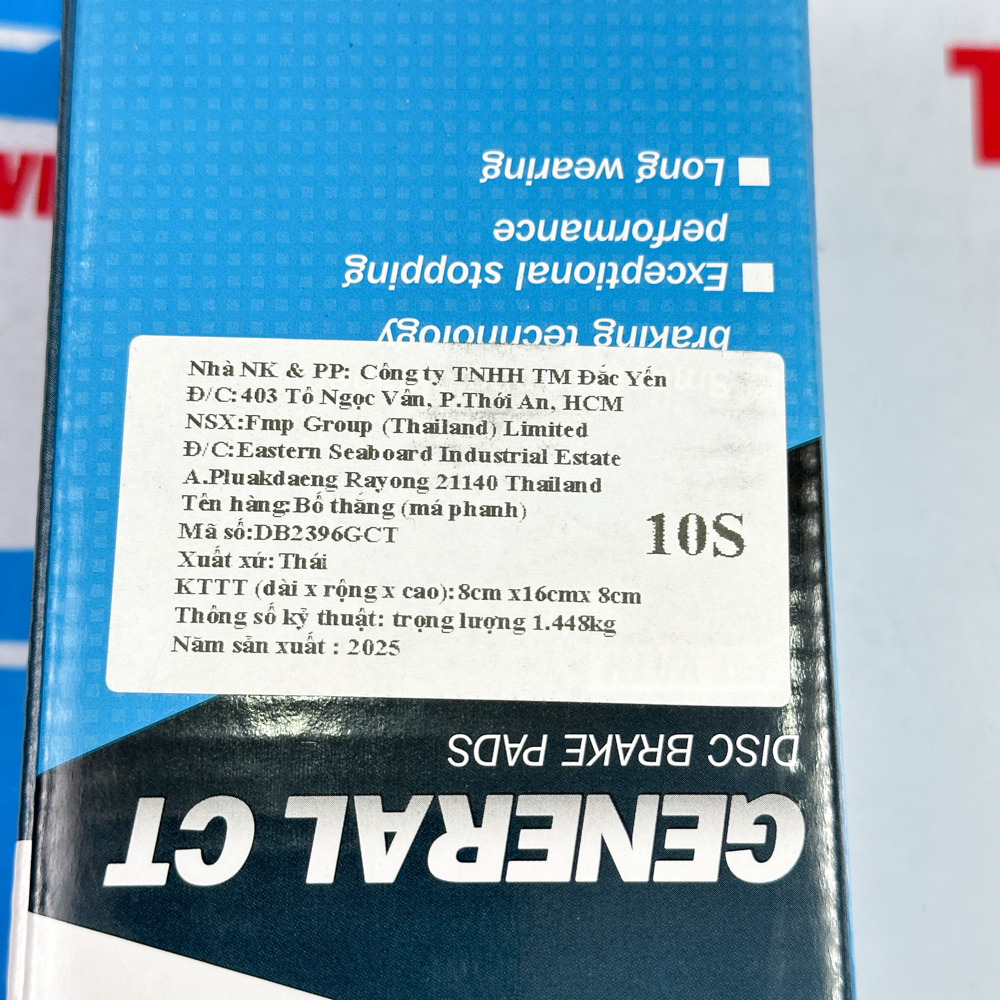 Long wearing
performance
Exceptional stopping
braking technology
Nhà NK & PP: Công ty TNHH TM Đắc Yến
Đ/C:403 Tô Ngọc Vân, P.Thới An, HCM
NSX:Fmp Group (Thailand) Limited
Đ/C:Eastern Seaboard Industrial Estate
A.Pluakdaeng Rayong 21140 Thailand
Tên hàng:Bố thắng (má phanh)
Mã số:DB2396GCT
10S
Xuất xứ: Thái
KTTT (dài x rộng x cao):8cm x16cmx 8cm
Thông số kỹ thuật: trọng lượng 1.448kg
Năm sản xuất : 2025
DISC BRAKE PADS
GENERAL CT